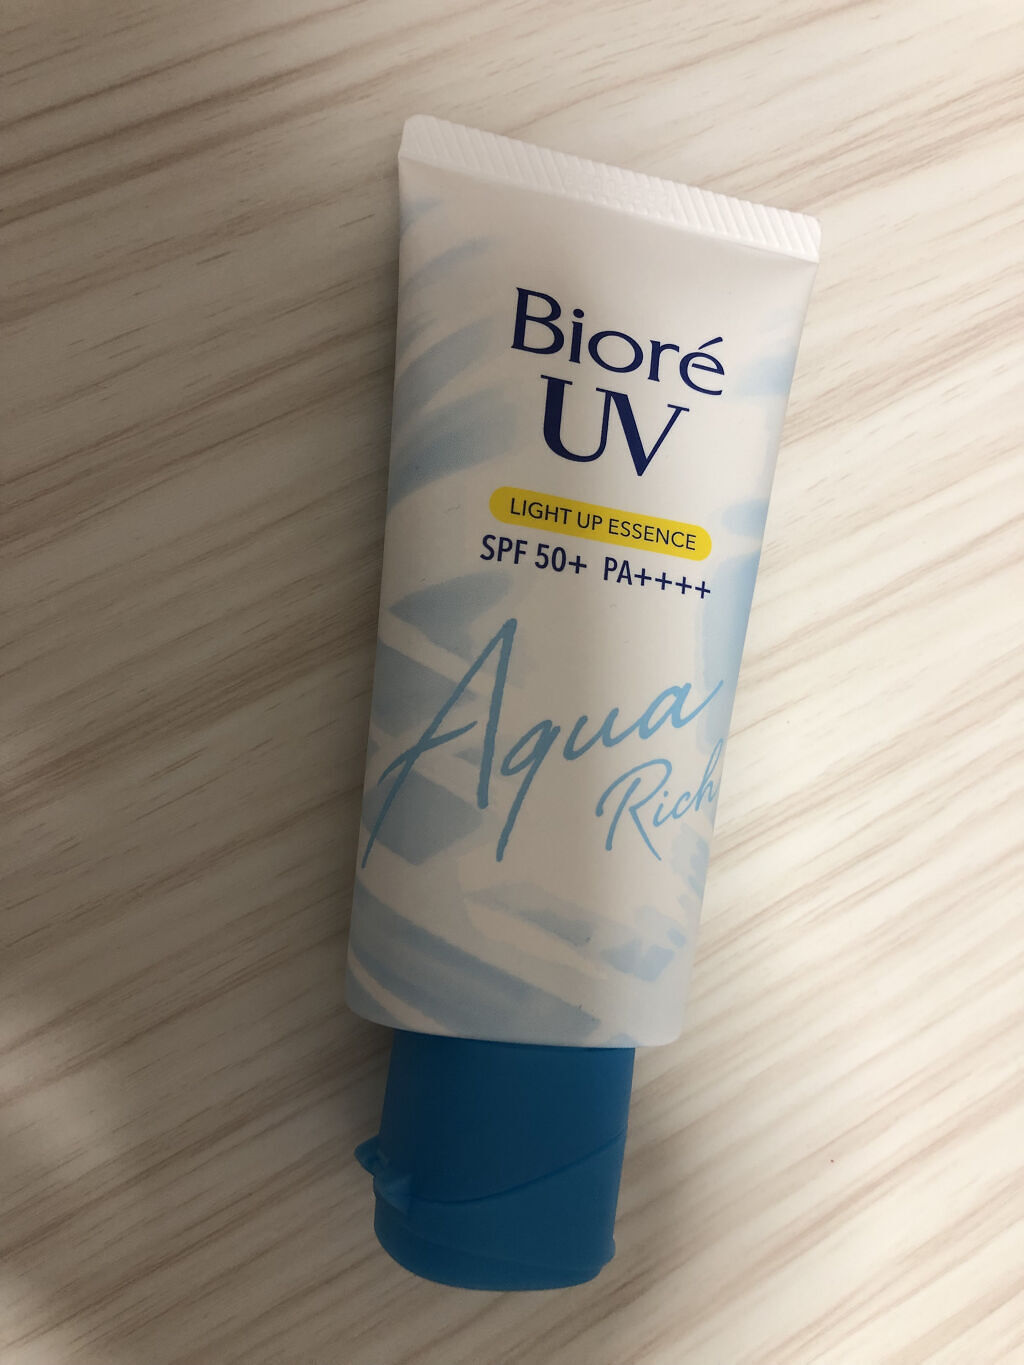 Bioré
UV
LIGHT UP ESSENCE
SPF 50+ PA++++
Aqua
Rich